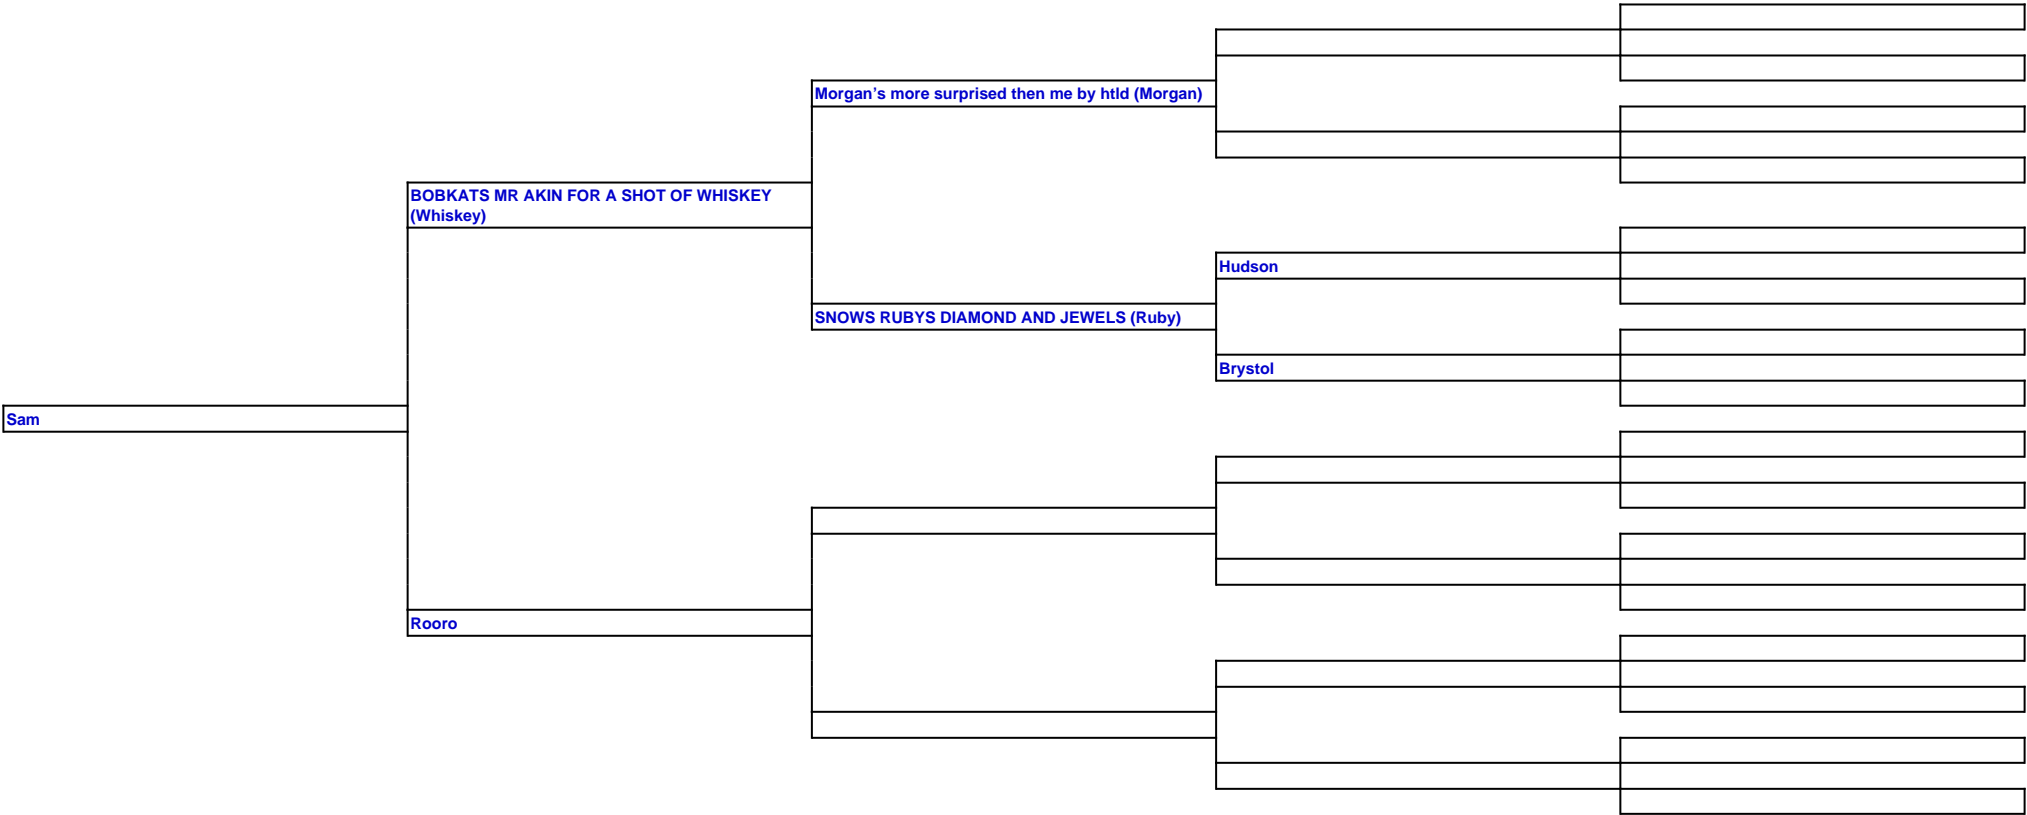 Morgan’s more surprised then me by htld (Morgan)
BOBKATS MR AKIN FOR A SHOT OF WHISKEY
(Whiskey)
Hudson
SNOWS RUBYS DIAMOND AND JEWELS (Ruby)
Brystol
Sam
Rooro